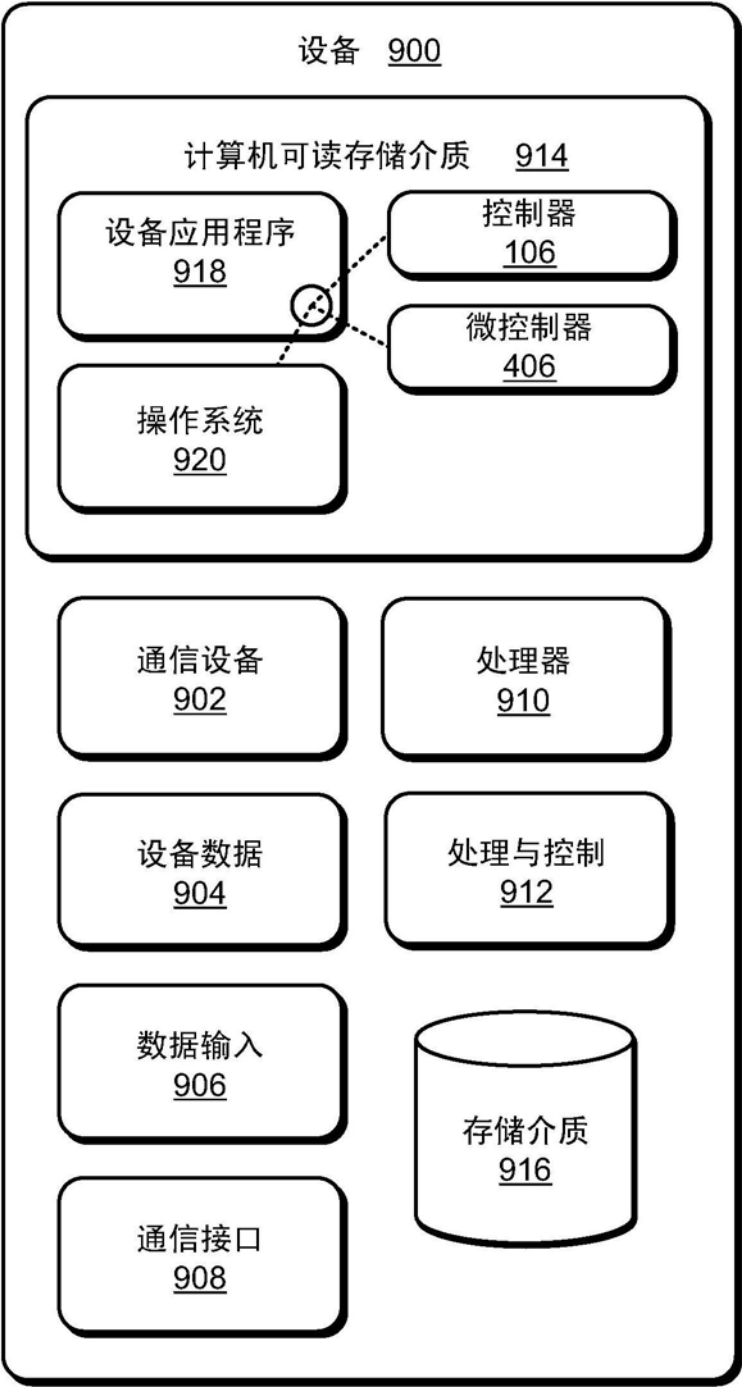 设备 900
计算机可读存储介质 914
设备应用程序
918
控制器
106
微控制器
406
操作系统
920
通信设备
902
处理器
910
设备数据
904
处理与控制
912
数据输入
906
存储介质
916
通信接口
908